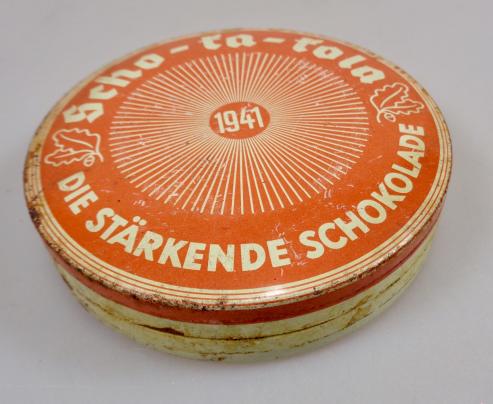 Scho-ka-kola
1941
DIE STÄRKENDE SCHOKOLADE